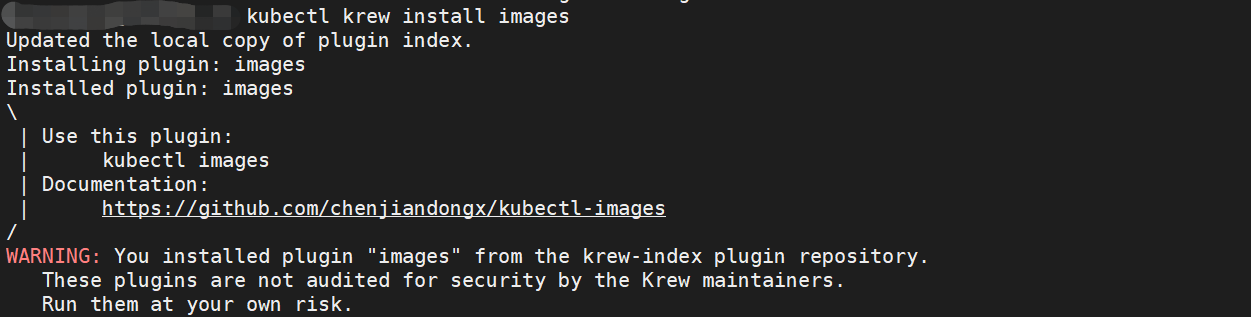 kubectl krew install images
Updated the local copy of plugin index.
Installing plugin: images
Installed plugin: images
\
 | Use this plugin:
 |      kubectl images
 | Documentation:
 |      https://github.com/chenjiandongx/kubectl-images
/
WARNING: You installed plugin "images" from the krew-index plugin repository.
   These plugins are not audited for security by the Krew maintainers.
   Run them at your own risk.